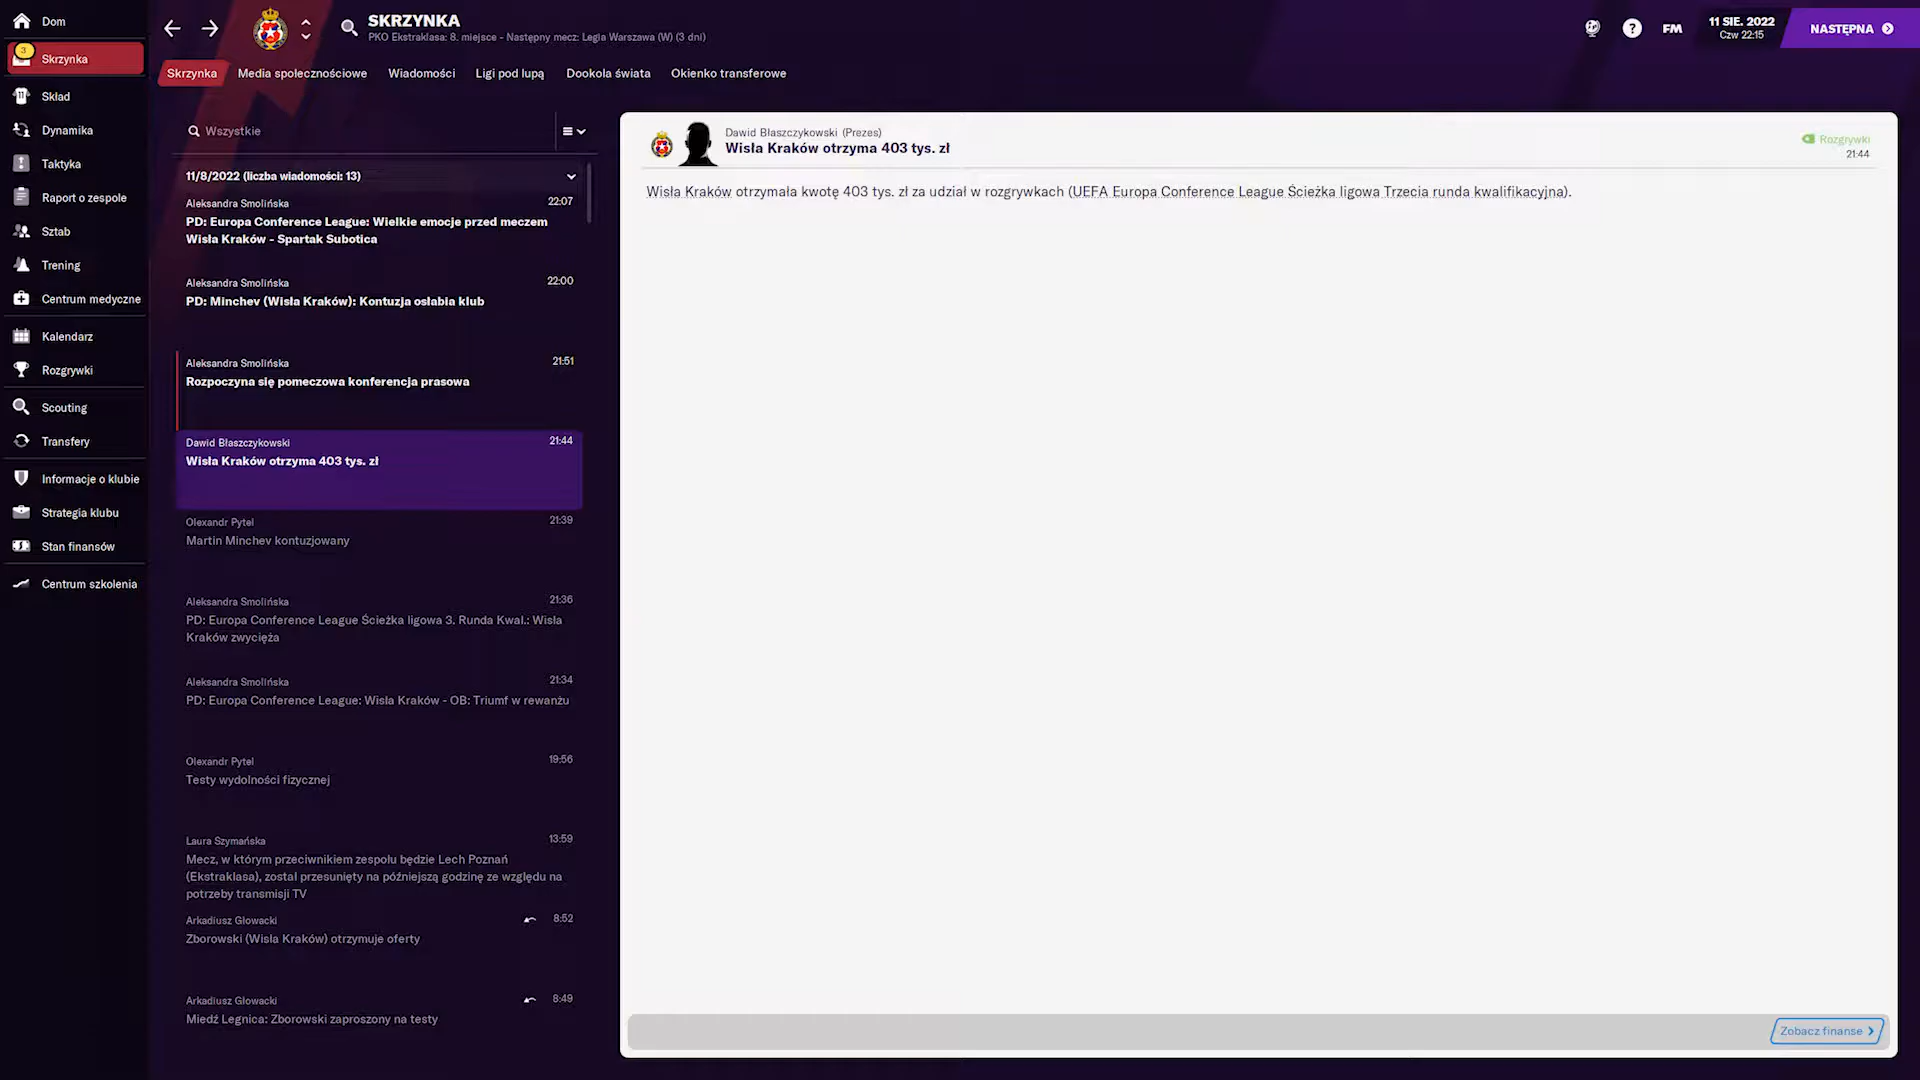 Dom
3
Skrzynka
Skład
Dynamika
Taktyka
Raport o zespole
Sztab
Trening
Centrum medyczne
Kalendarz
Rozgrywki
Scouting
Transfery
Informacje o klubie
Strategia klubu
Stan finansów
Centrum szkolenia
SKRZYNKA
PKO Ekstraklasa: 8. miejsce - Następny mecz: Legia Warszawa (W) (3 dni)
FM
11 SIE. 2022
Czw 22:15
NASTĘPNA
Skrzynka
Media społecznościowe
Wiadomości
Ligi pod lupą
Dookoła świata
Okienko transferowe
Wszystkie
11/8/2022 (liczba wiadomości: 13)
Aleksandra Smolińska 22:07
PD: Europa Conference League: Wielkie emocje przed meczem
Wisła Kraków - Spartak Subotica
Aleksandra Smolińska 22:00
PD: Minchev (Wisła Kraków): Kontuzja osłabia klub
Aleksandra Smolińska 21:51
Rozpoczyna się pomeczowa konferencja prasowa
Dawid Błaszczykowski 21:44
Wisła Kraków otrzyma 403 tys. zł
Olexandr Pytel 21:39
Martin Minchev kontuzjowany
Aleksandra Smolińska 21:36
PD: Europa Conference League Ścieżka ligowa 3. Runda Kwal.: Wisła
Kraków zwycięża
Aleksandra Smolińska 21:34
PD: Europa Conference League: Wisła Kraków - OB: Triumf w rewanżu
Olexandr Pytel 19:56
Testy wydolności fizycznej
Laura Szymańska 13:59
Mecz, w którym przeciwnikiem zespołu będzie Lech Poznań
(Ekstraklasa), został przesunięty na późniejszą godzinę ze względu na
potrzeby transmisji TV
Arkadiusz Głowacki 8:52
Zborowski (Wisła Kraków) otrzymuje oferty
Arkadiusz Głowacki 8:49
Miedź Legnica: Zborowski zaproszony na testy
Dawid Błaszczykowski (Prezes)
Wisła Kraków otrzyma 403 tys. zł
Rozgrywki
21:44
Wisła Kraków otrzymała kwotę 403 tys. zł za udział w rozgrywkach (UEFA Europa Conference League Ścieżka ligowa Trzecia runda kwalifikacyjna).
Zobacz finanse